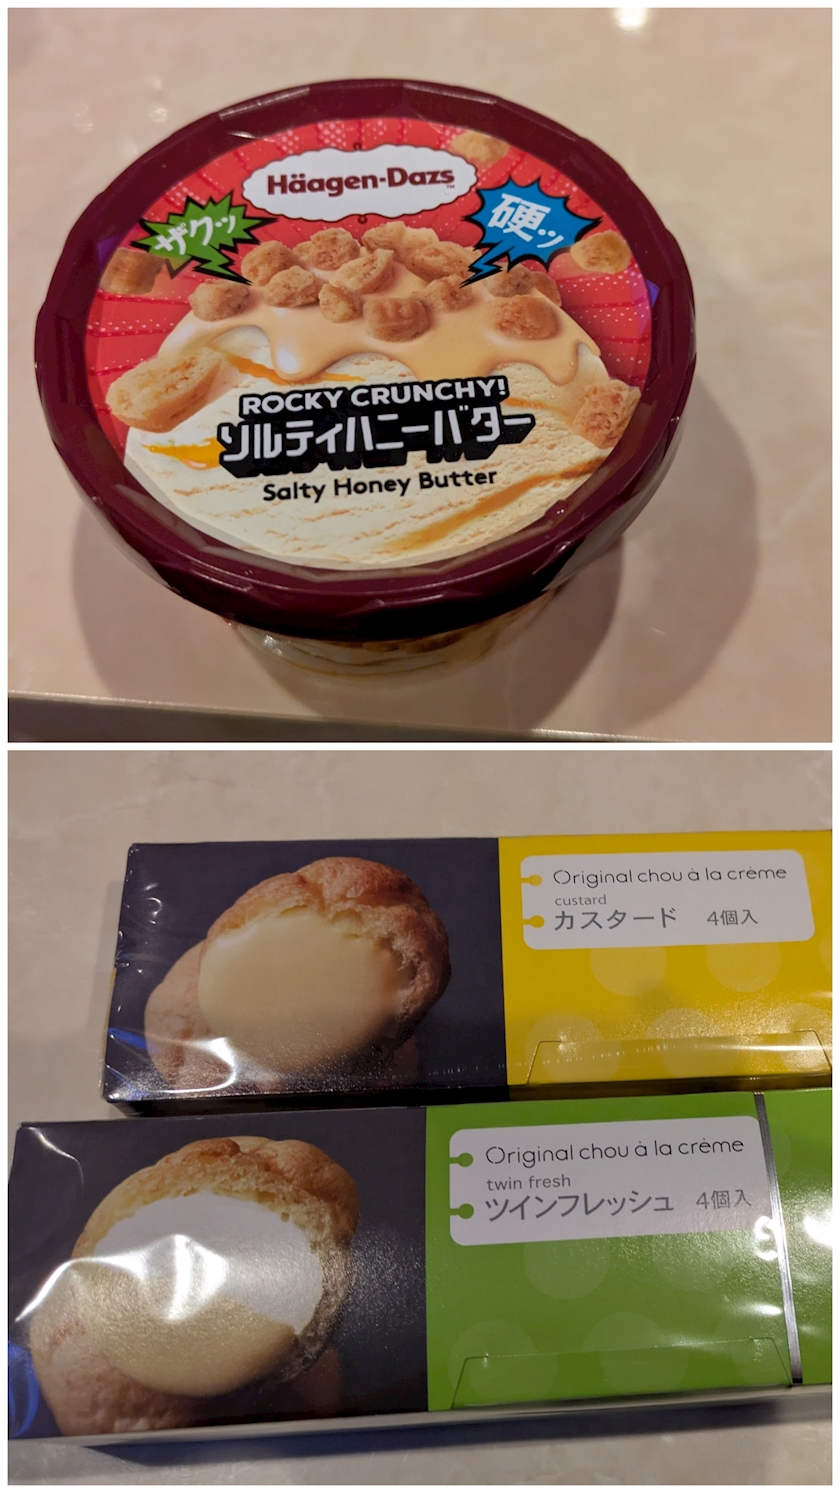 Häagen-Dazs™
ザクッ
硬ッ
ROCKY CRUNCHY!
ソルティハニーバター
Salty Honey Butter
Original chou à la crème
custard
カスタード 4個入
Original chou à la crème
twin fresh
ツインフレッシュ 4個入